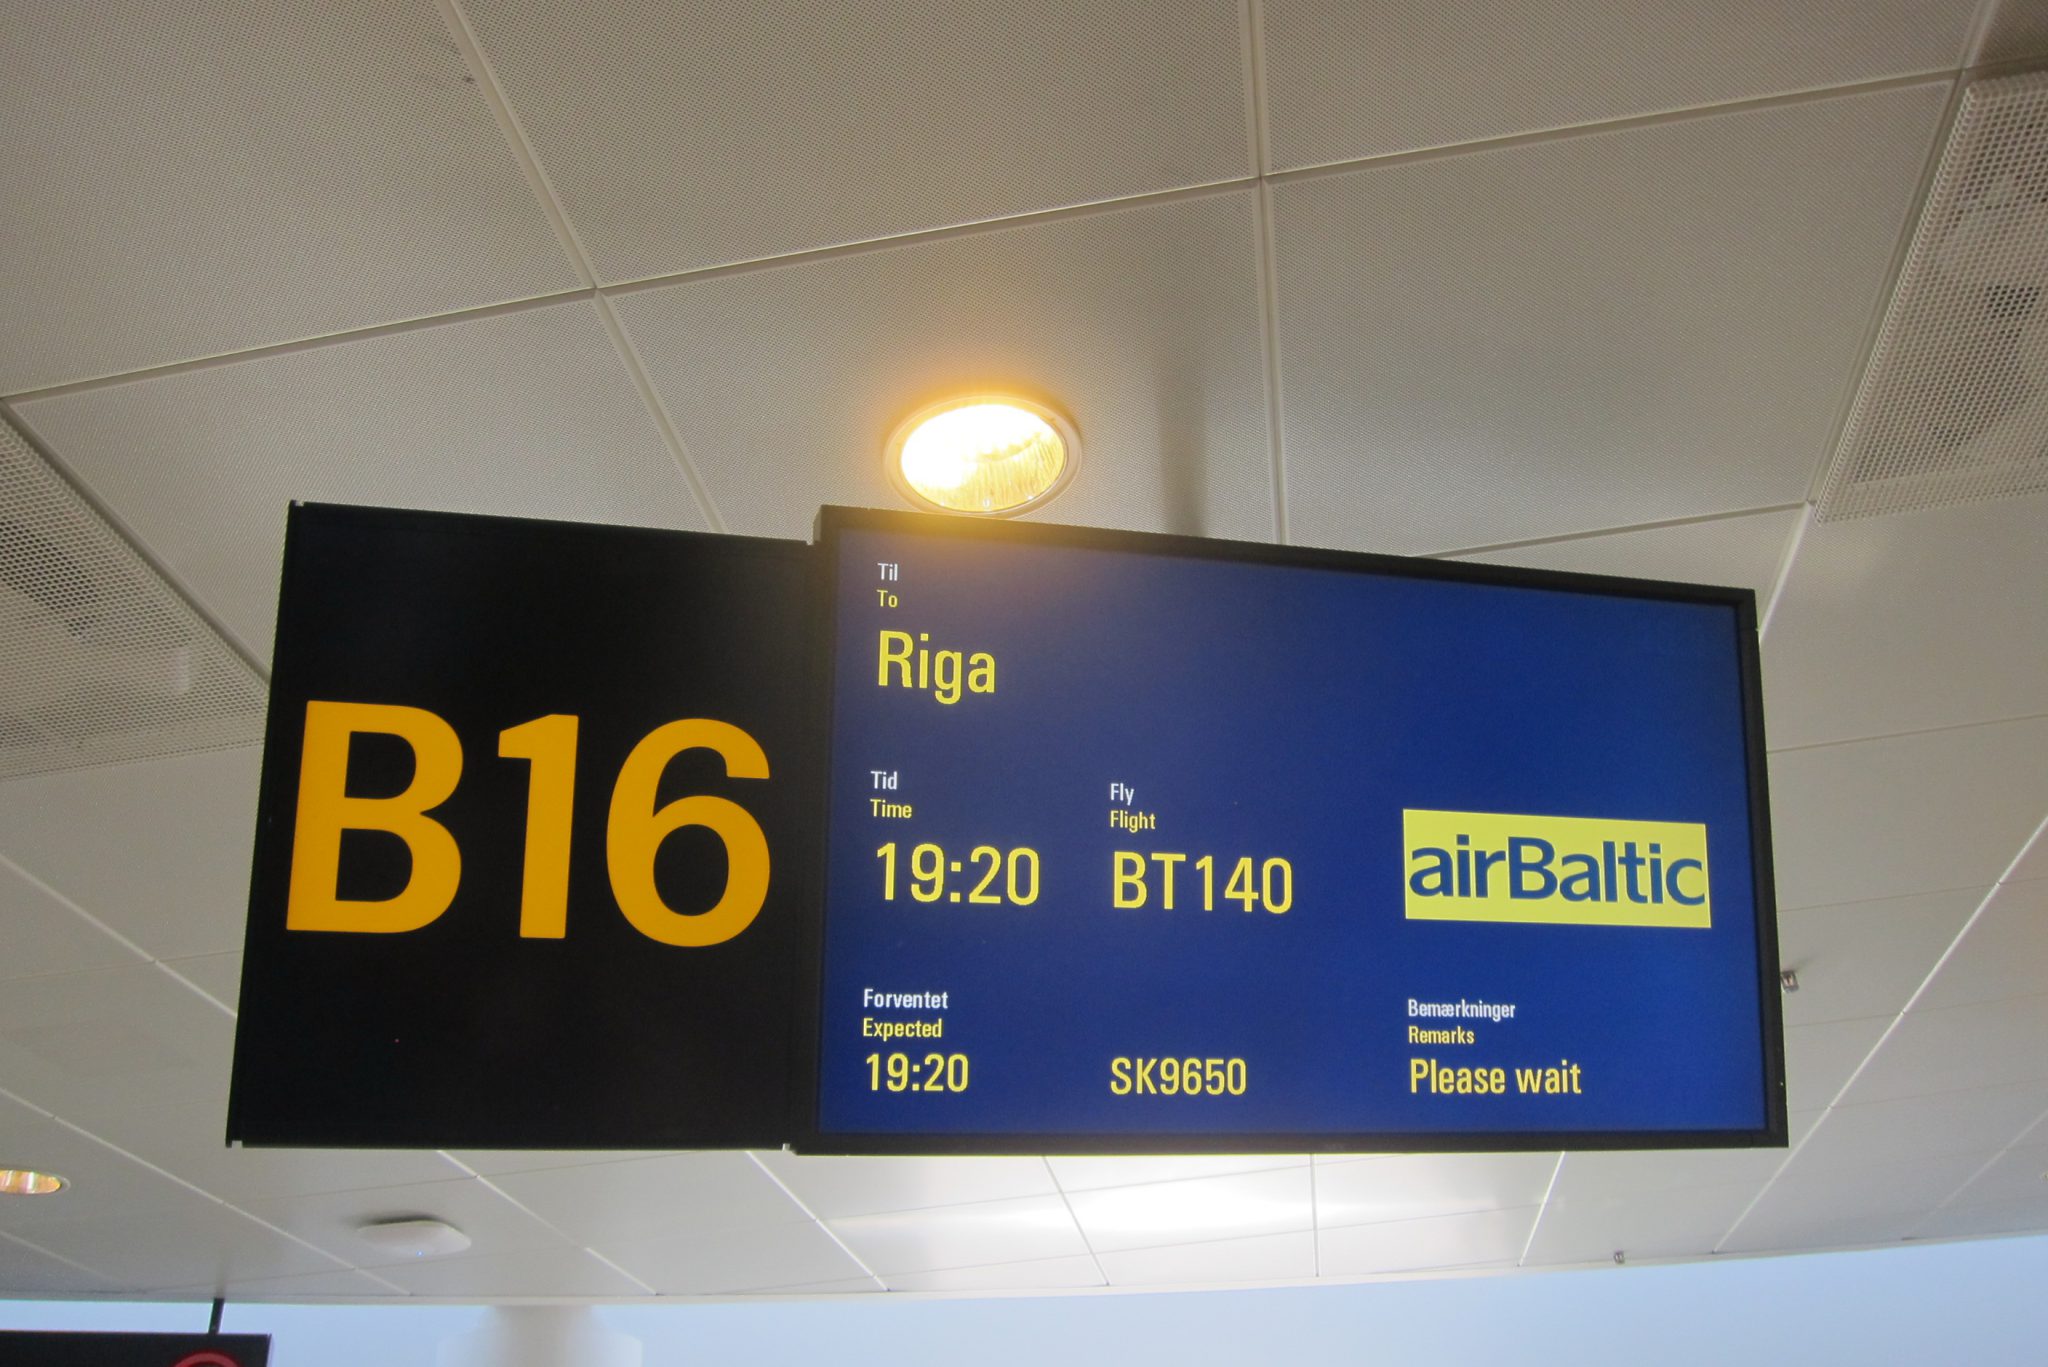 B16
Til
To
Riga
Tid
Time
19:20
Fly
Flight
BT140
airBaltic
Forventet
Expected
19:20
SK9650
Bemærkninger
Remarks
Please wait